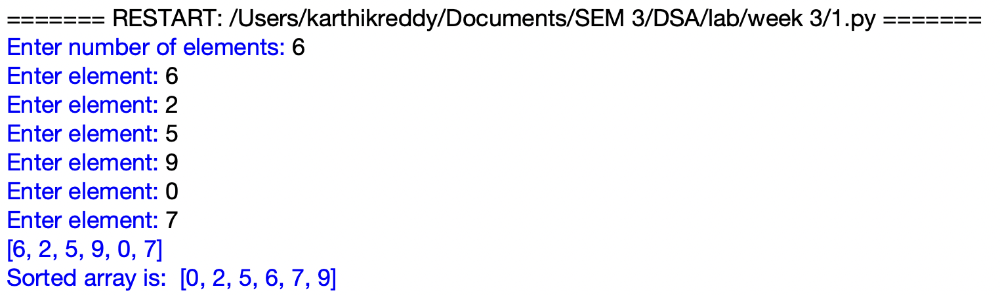 ======= RESTART: /Users/karthikreddy/Documents/SEM 3/DSA/lab/week 3/1.py =======
Enter number of elements: 6
Enter element: 6
Enter element: 2
Enter element: 5
Enter element: 9
Enter element: 0
Enter element: 7
[6, 2, 5, 9, 0, 7]
Sorted array is:  [0, 2, 5, 6, 7, 9]